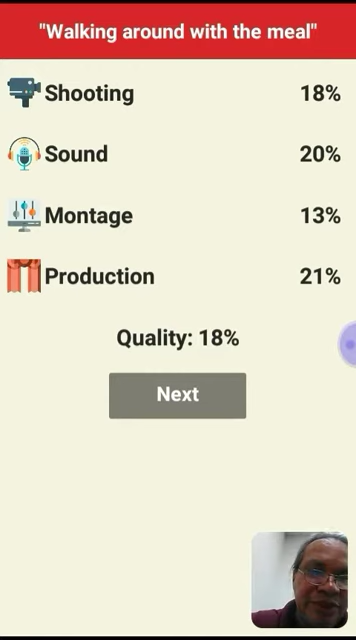 "Walking around with the meal"
Shooting 18%
Sound 20%
Montage 13%
Production 21%
Quality: 18%
Next